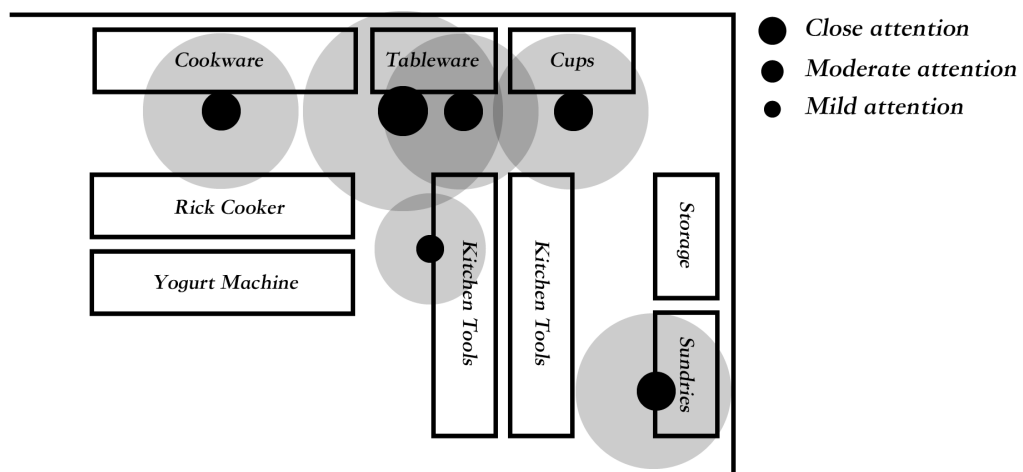 Close attention
Cookware
Tableware
Cups
Moderate attention
Mild attention
Rick Cooker
Storage
Yogurt Machine
Kitchen Tools
Kitchen Tools
Sundries